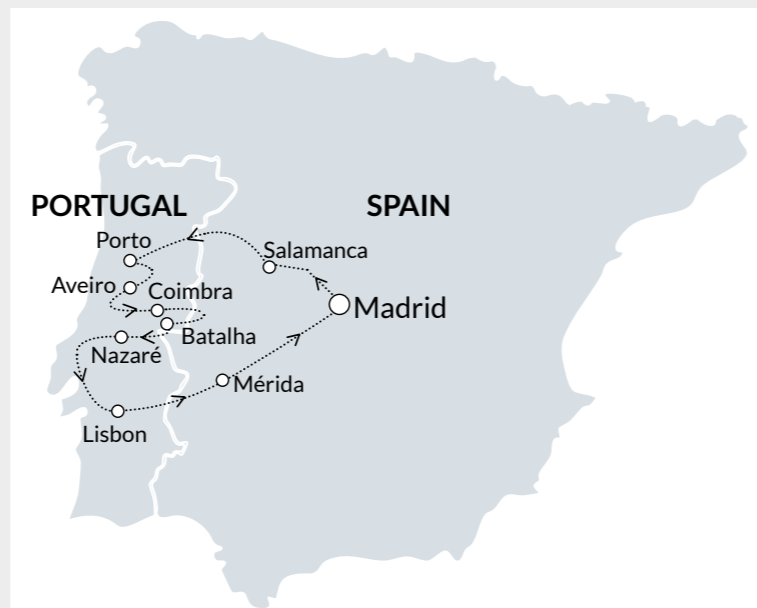 PORTUGAL
SPAIN
Porto
Salamanca
Aveiro
Coimbra
Madrid
Batalha
Nazaré
Mérida
Lisbon